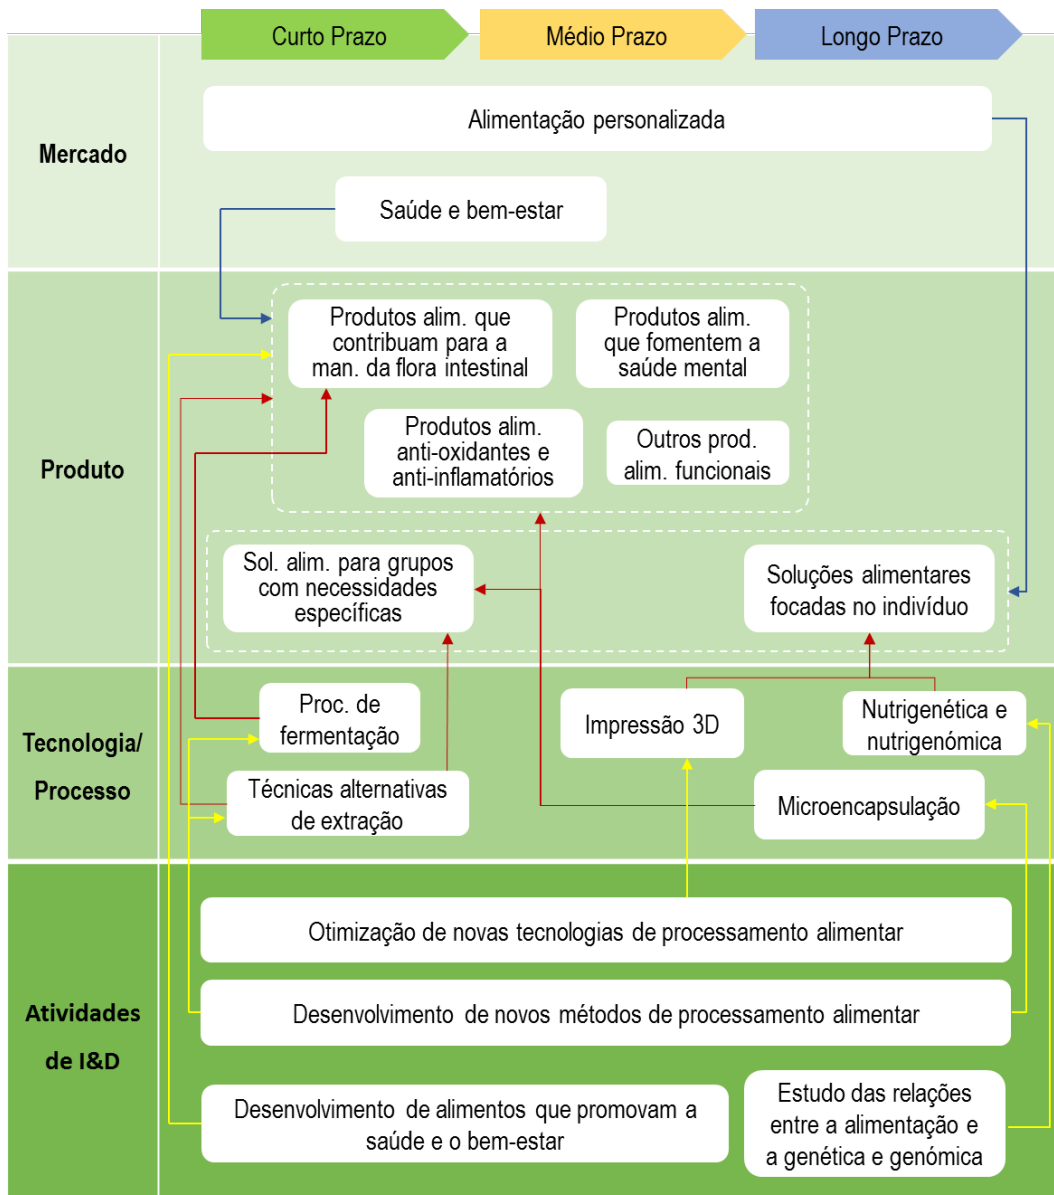 Curto Prazo
Médio Prazo
Longo Prazo
Mercado
Alimentação personalizada
Saúde e bem-estar
Produto
Produtos alim. que
contribuam para a
man. da flora intestinal
Produtos alim.
que fomentem a
saúde mental
Produtos alim.
anti-oxidantes e
anti-inflamatórios
Outros prod.
alim. funcionais
Sol. alim. para grupos
com necessidades
específicas
Soluções alimentares
focadas no indivíduo
Tecnologia/
Processo
Proc. de
fermentação
Impressão 3D
Nutrigenética e
nutrigenómica
Técnicas alternativas
de extração
Microencapsulação
Atividades
de I&D
Otimização de novas tecnologias de processamento alimentar
Desenvolvimento de novos métodos de processamento alimentar
Desenvolvimento de alimentos que promovam a
saúde e o bem-estar
Estudo das relações
entre a alimentação e
a genética e genómica